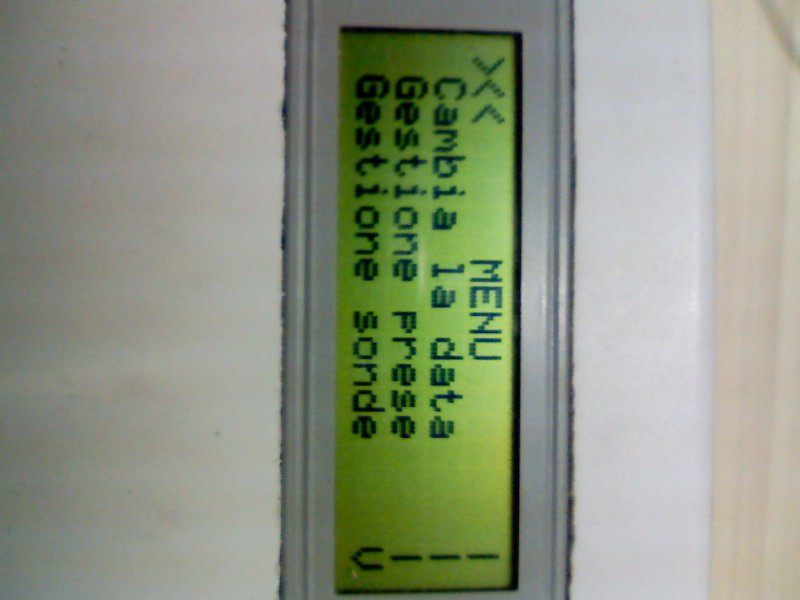 MENU |
> Cambia la data |
Gestione prese |
Gestione sonde V